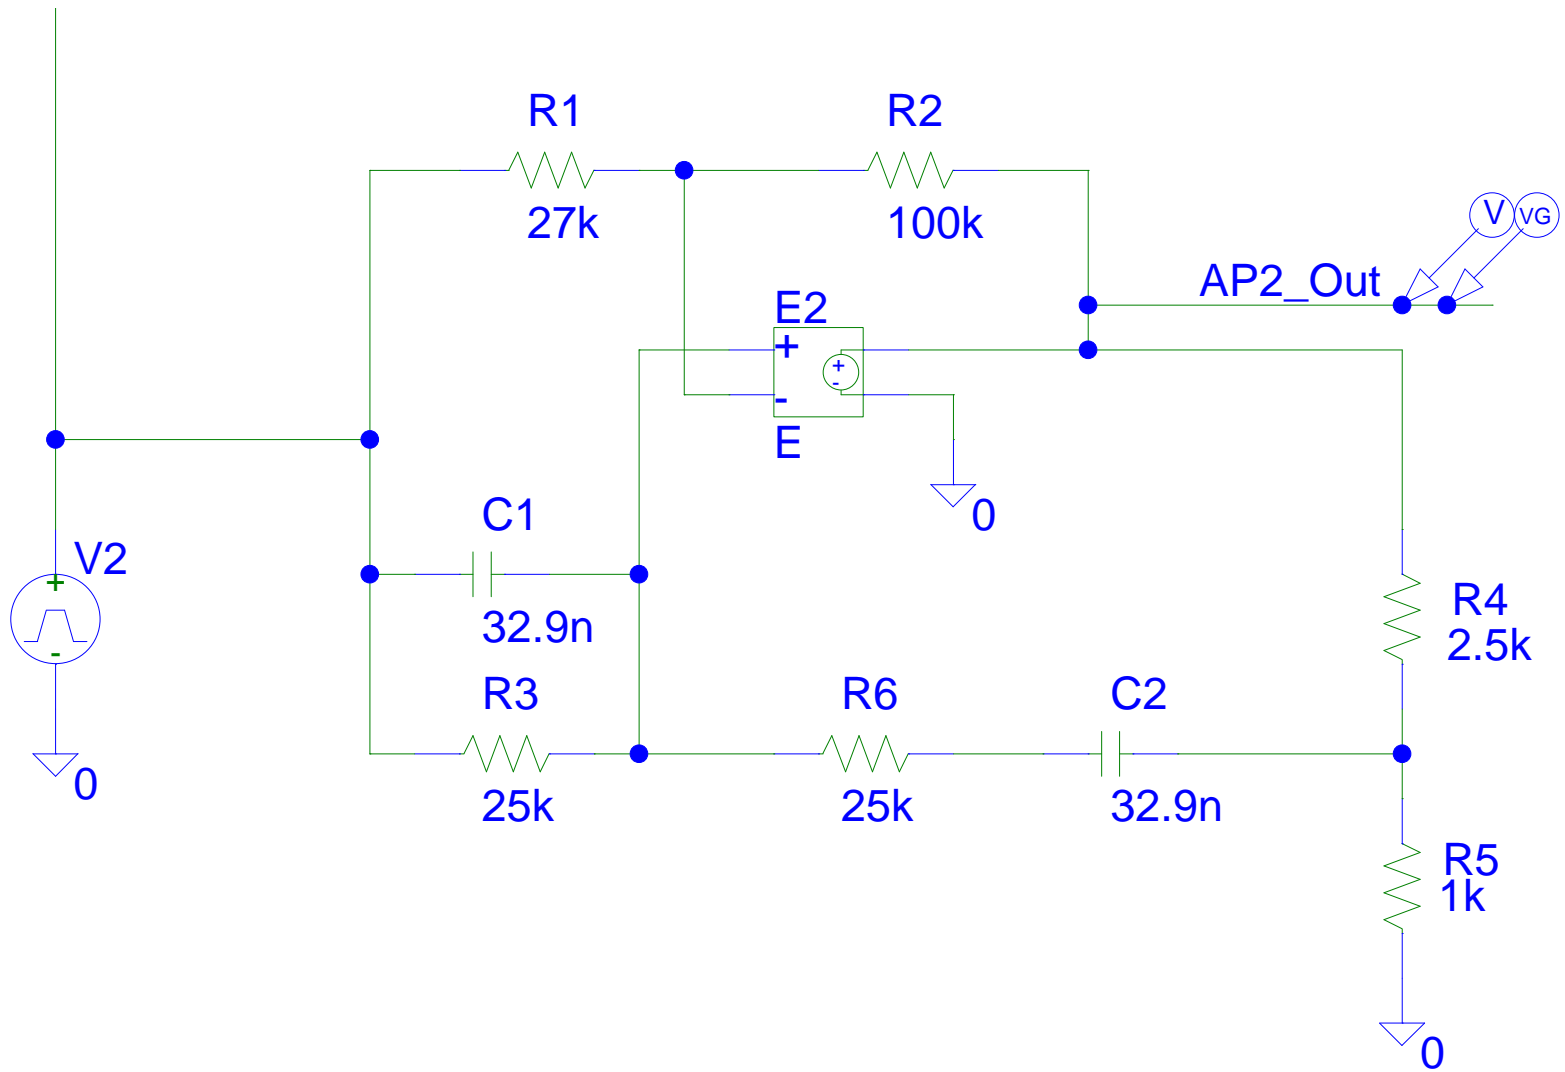 R1
R2
27k
100k
V
VG
AP2_Out
E2
+
-
+
-
E
0
C1
V2
+
-
32.9n
R4
2.5k
R3
R6
C2
0
25k
25k
32.9n
R5
1k
0